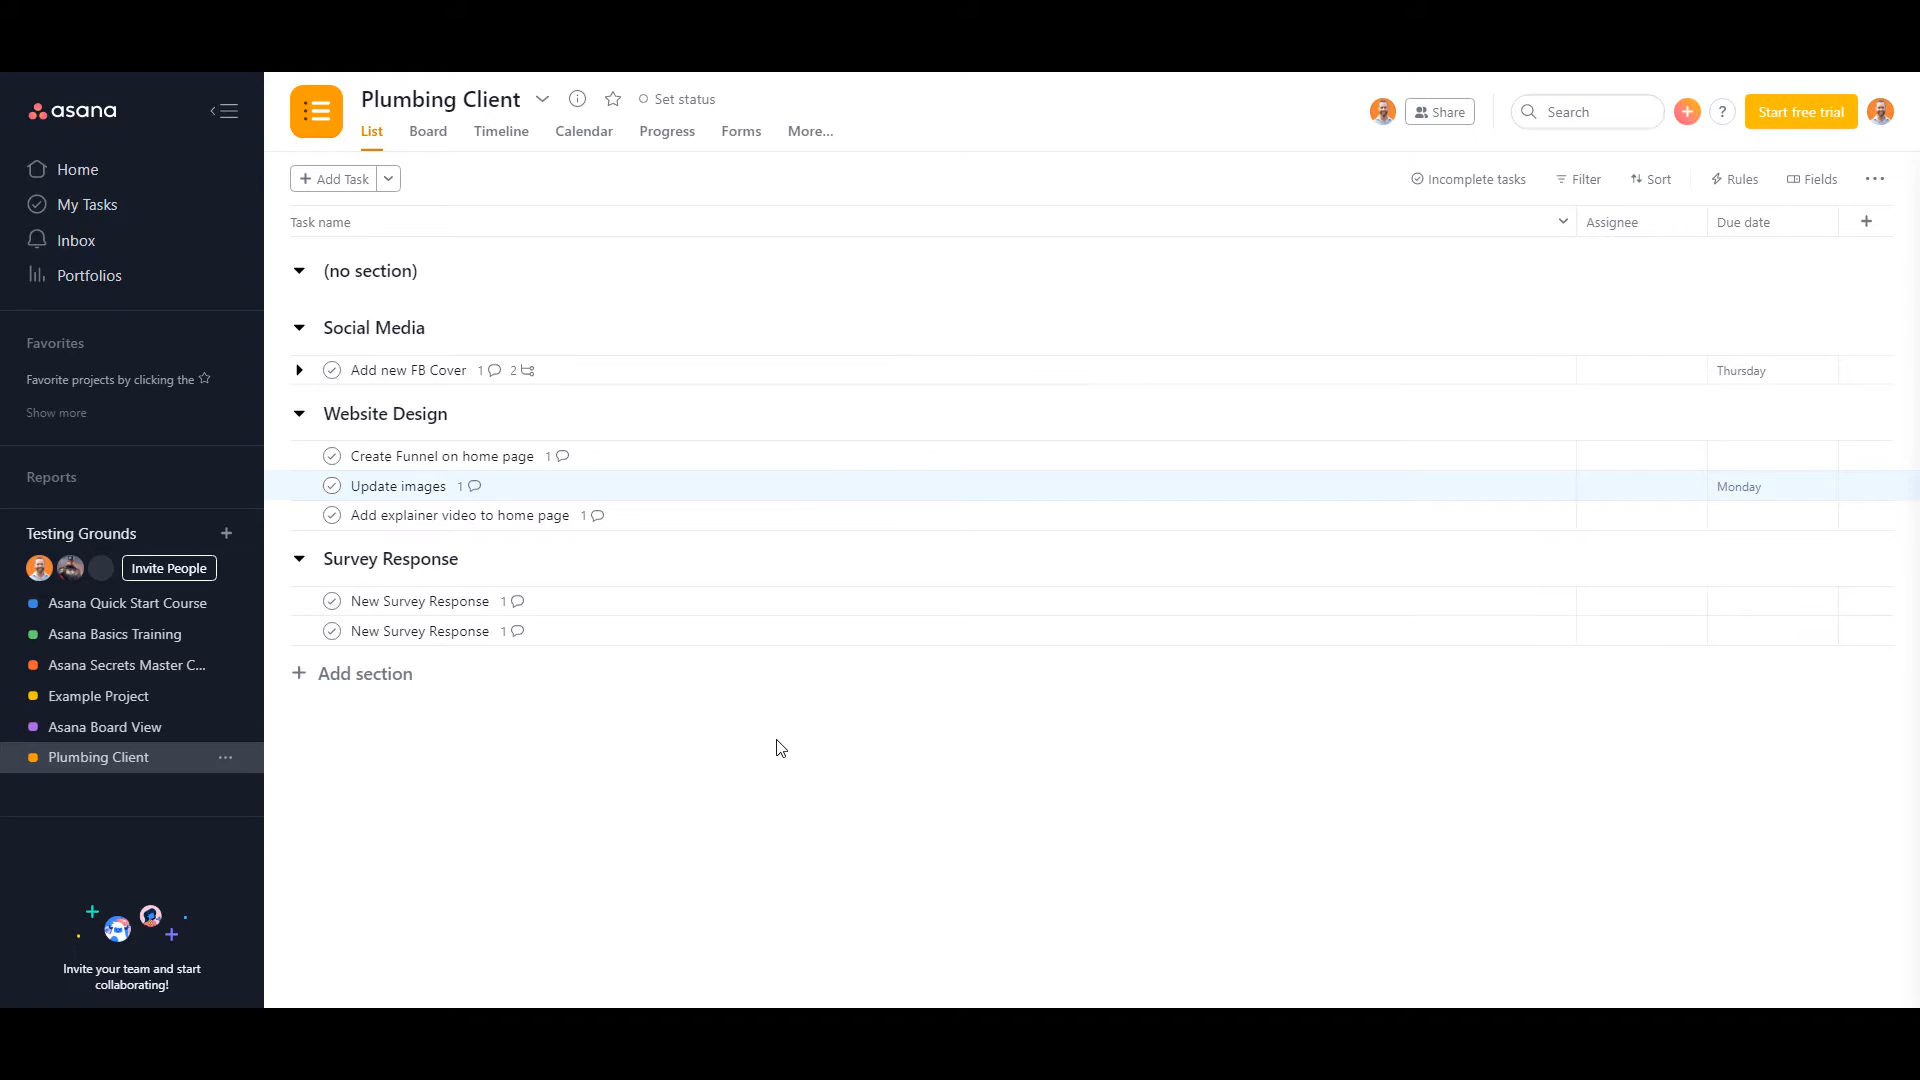 asana
Home
My Tasks
Inbox
Portfolios
Favorites
Favorite projects by clicking the
Show more
Reports
Testing Grounds
Invite People
Asana Quick Start Course
Asana Basics Training
Asana Secrets Master C...
Example Project
Asana Board View
Plumbing Client
Invite your team and start
collaborating!
Plumbing Client
Set status
List Board Timeline Calendar Progress Forms More...
Share
Search
?
Start free trial
Add Task
Incomplete tasks Filter Sort Rules Fields
Task name Assignee Due date
(no section)
Social Media
Add new FB Cover 1 2 Thursday
Website Design
Create Funnel on home page 1
Update images 1 Monday
Add explainer video to home page 1
Survey Response
New Survey Response 1
New Survey Response 1
+ Add section